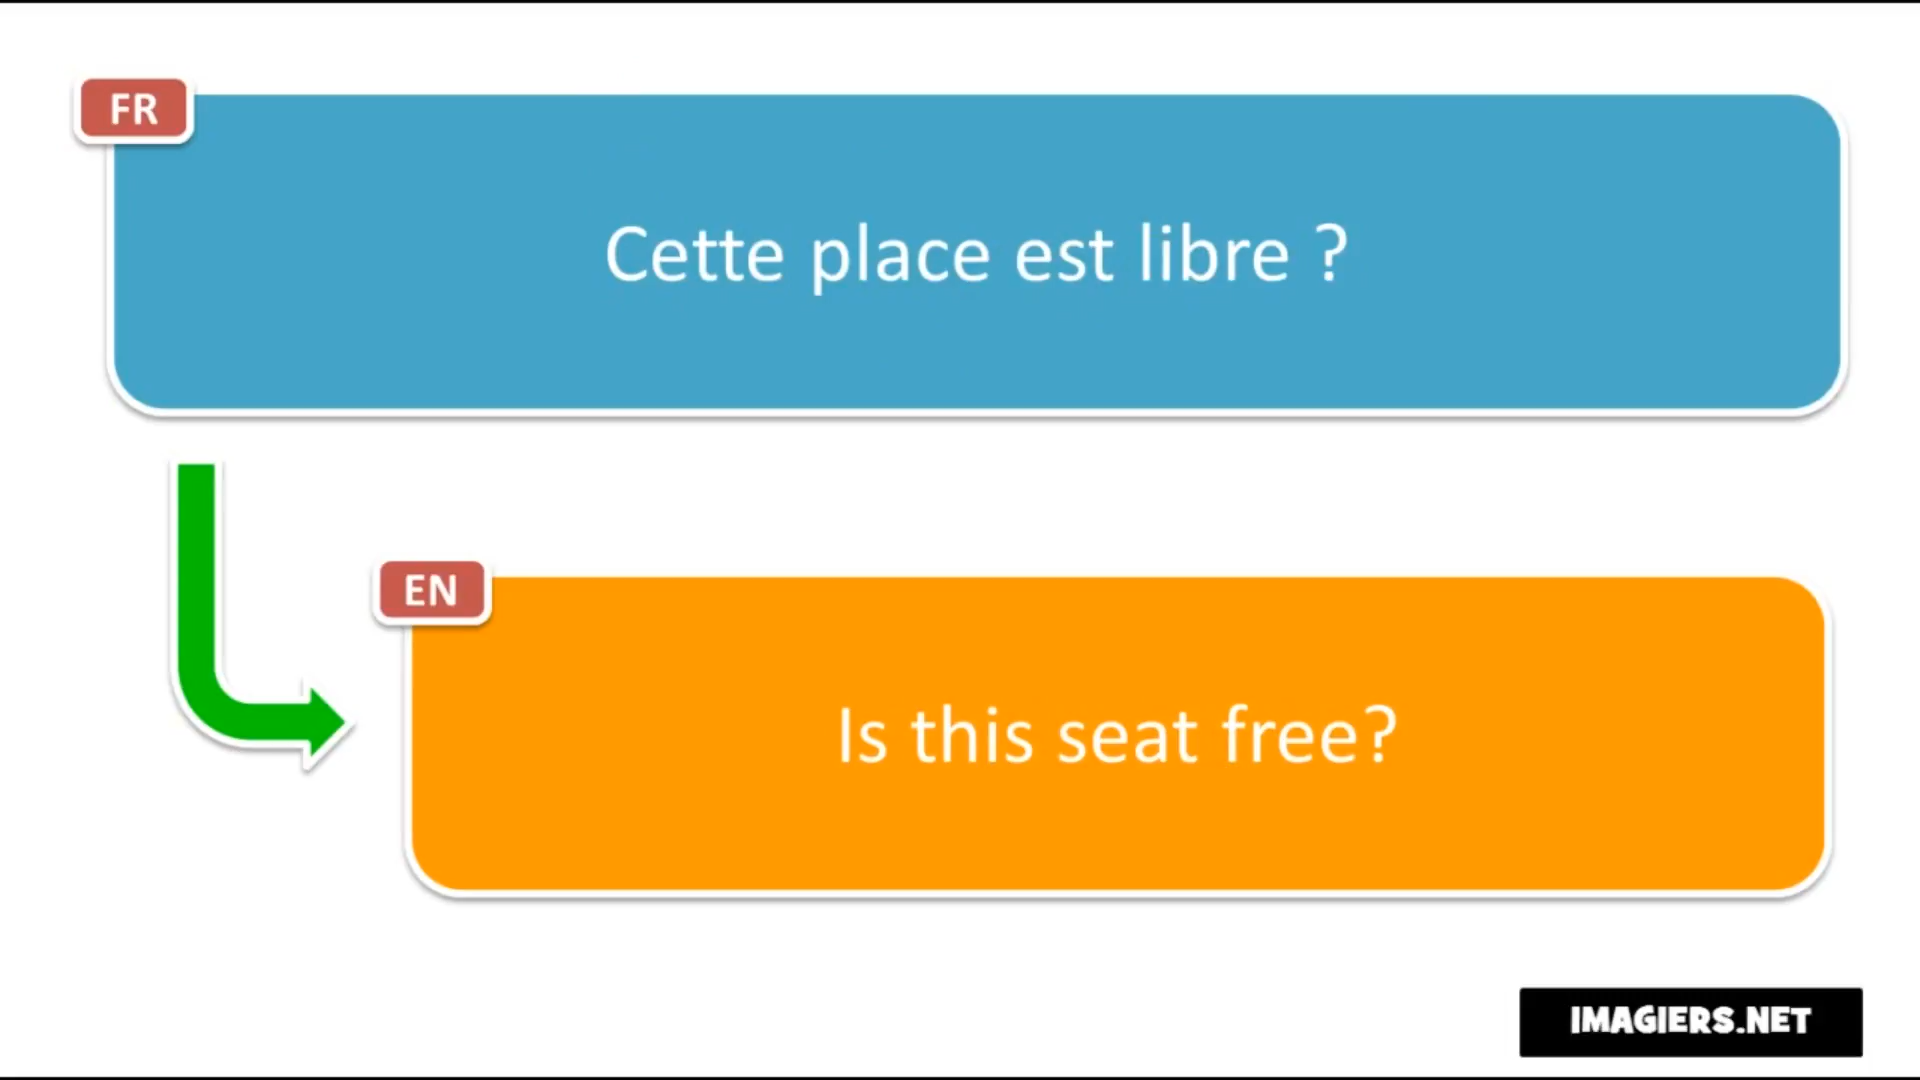 FR
Cette place est libre ?
EN
Is this seat free?
IMAGIERS.NET